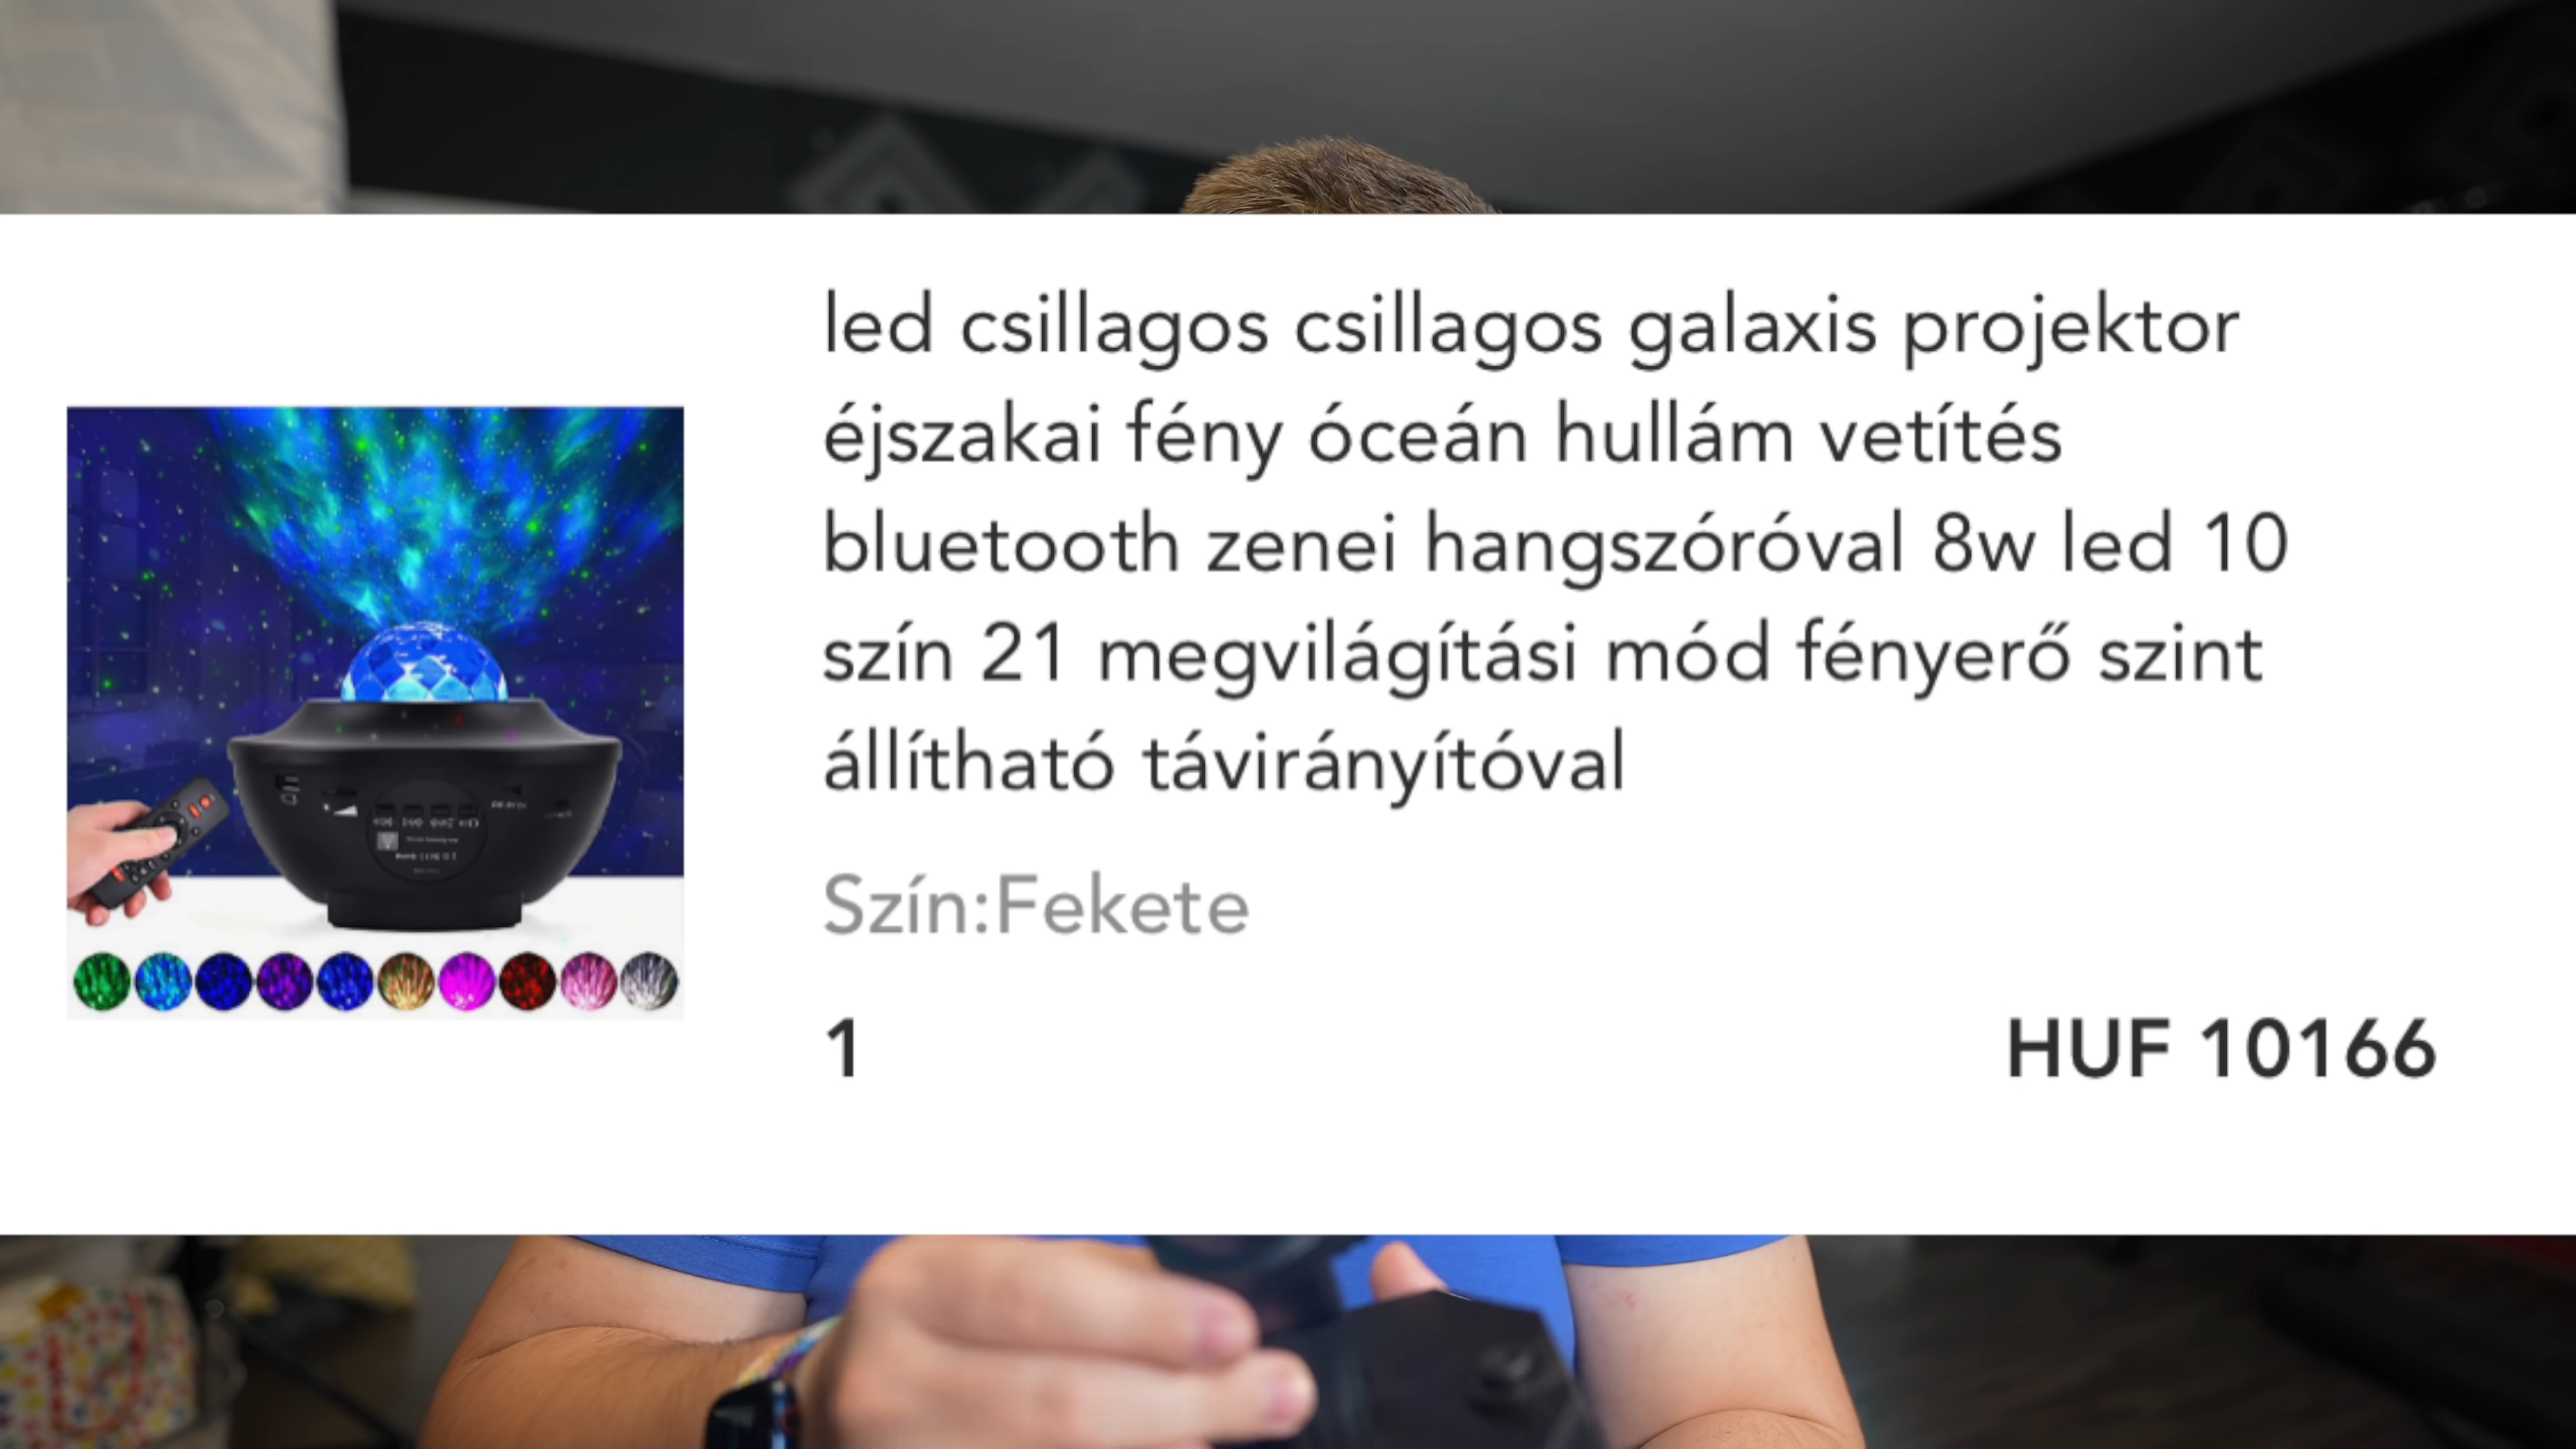 led csillagos csillagos galaxis projektor
éjszakai fény óceán hullám vetítés
bluetooth zenei hangszóróval 8w led 10
szín 21 megvilágítási mód fényerő szint
állítható távirányítóval
Szín:Fekete
1
HUF 10166